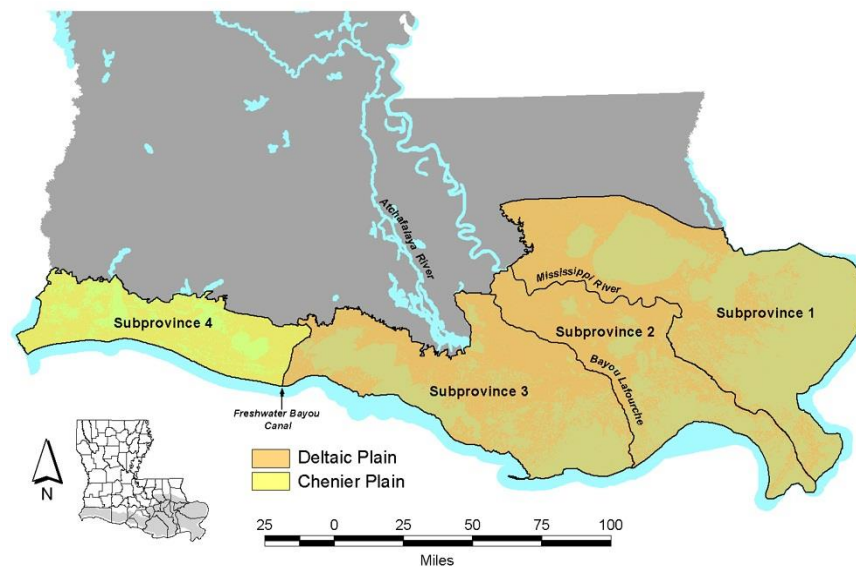 Atchafalaya River
Mississippi River
Subprovince 1
Subprovince 4
Subprovince 2
Bayou Lafourche
Subprovince 3
Freshwater Bayou
Canal
Deltaic Plain
Chenier Plain
N
25 0 25 50 75 100
Miles